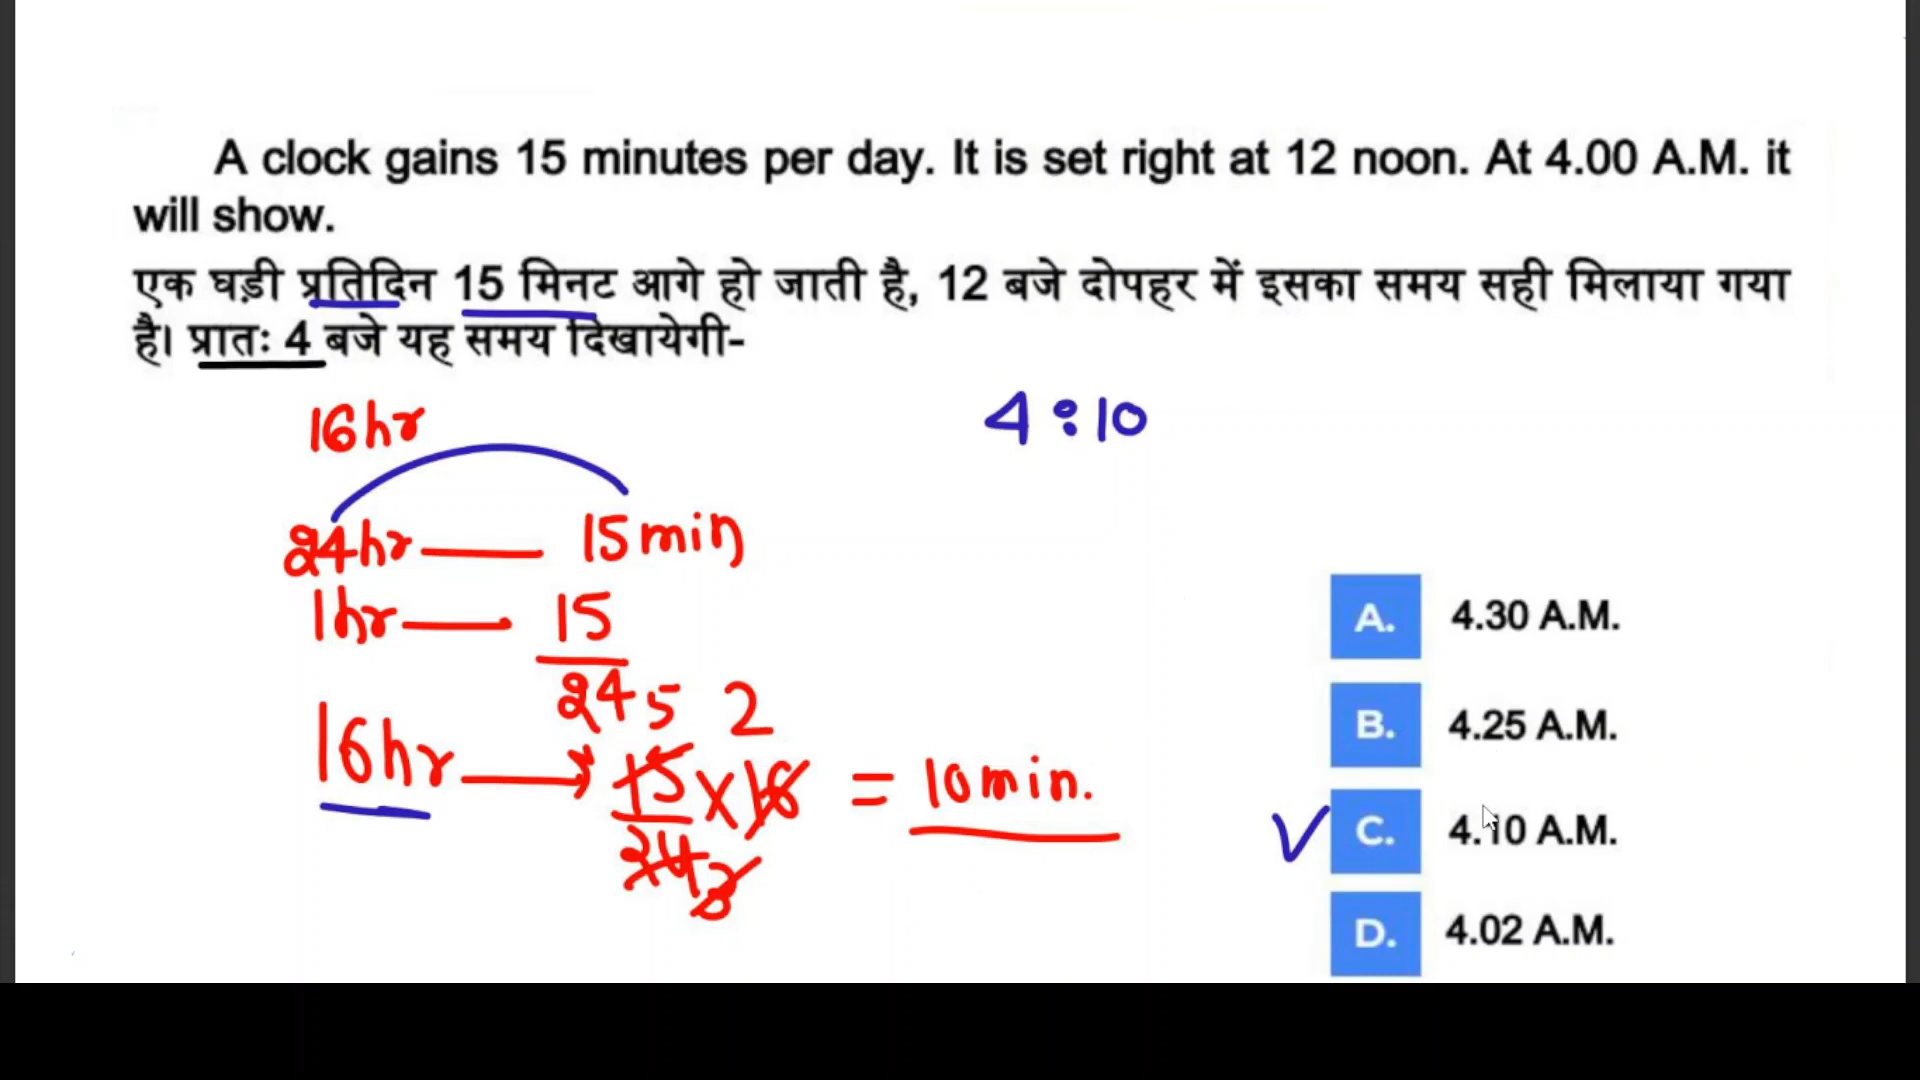 A clock gains 15 minutes per day. It is set right at 12 noon. At 4.00 A.M. it
will show.
एक घड़ी प्रतिदिन 15 मिनट आगे हो जाती है, 12 बजे दोपहर में इसका समय सही मिलाया गया
है। प्रातः 4 बजे यह समय दिखायेगी-
16hr
4:10
24hr — 15min
1hr — 15
24
5 2
16hr → 15 x 16 = 10min.
24 3
A. 4.30 A.M.
B. 4.25 A.M.
C. 4.10 A.M.
D. 4.02 A.M.